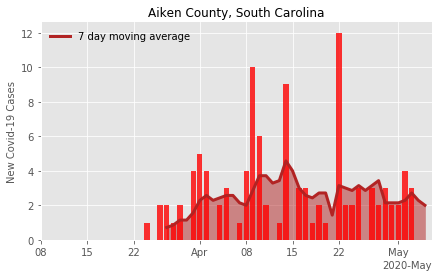 Aiken County, South Carolina
7 day moving average
New Covid-19 Cases
12
10
8
6
4
2
0
08 15 22 Apr 08 15 22 May
2020-May